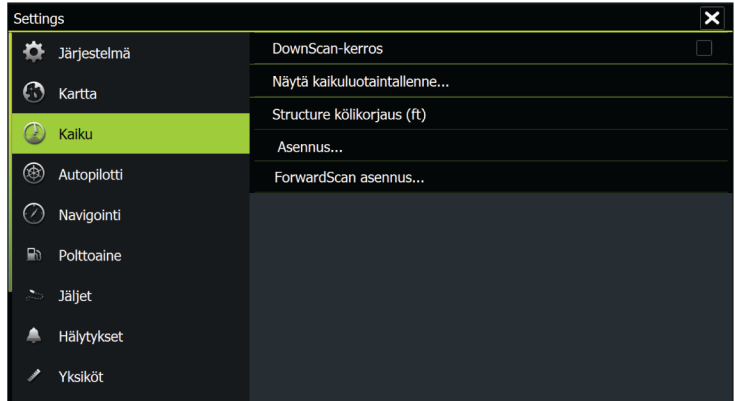 Settings
Järjestelmä
Kartta
Kaiku
Autopilotti
Navigointi
Polttoaine
Jäljet
Hälytykset
Yksiköt
DownScan-kerros
Näytä kaikuluotaintallenne...
Structure kölikorjaus (ft)
Asennus...
ForwardScan asennus...